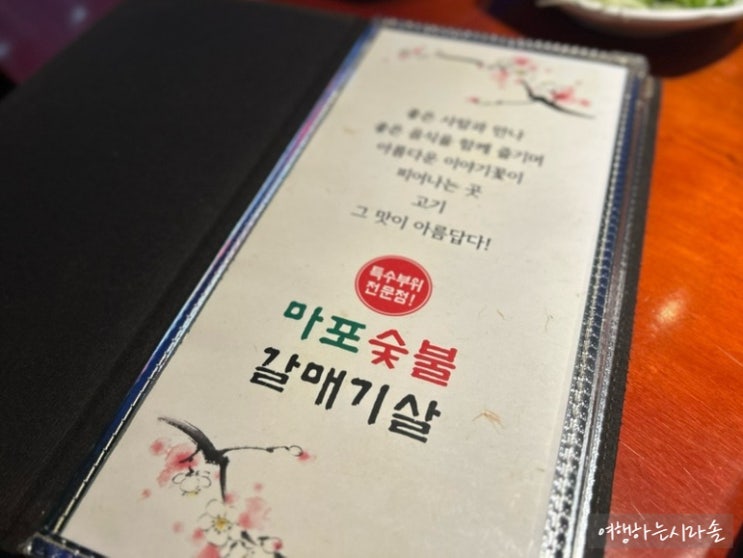 좋은 사람과 만나
좋은 음식을 함께 즐기며
아름다운 이야기꽃이
피어나는 곳
고기
그 맛이 아름답다!
특수부위
전문점!
마포숯불
갈매기살
여행하는시라솔